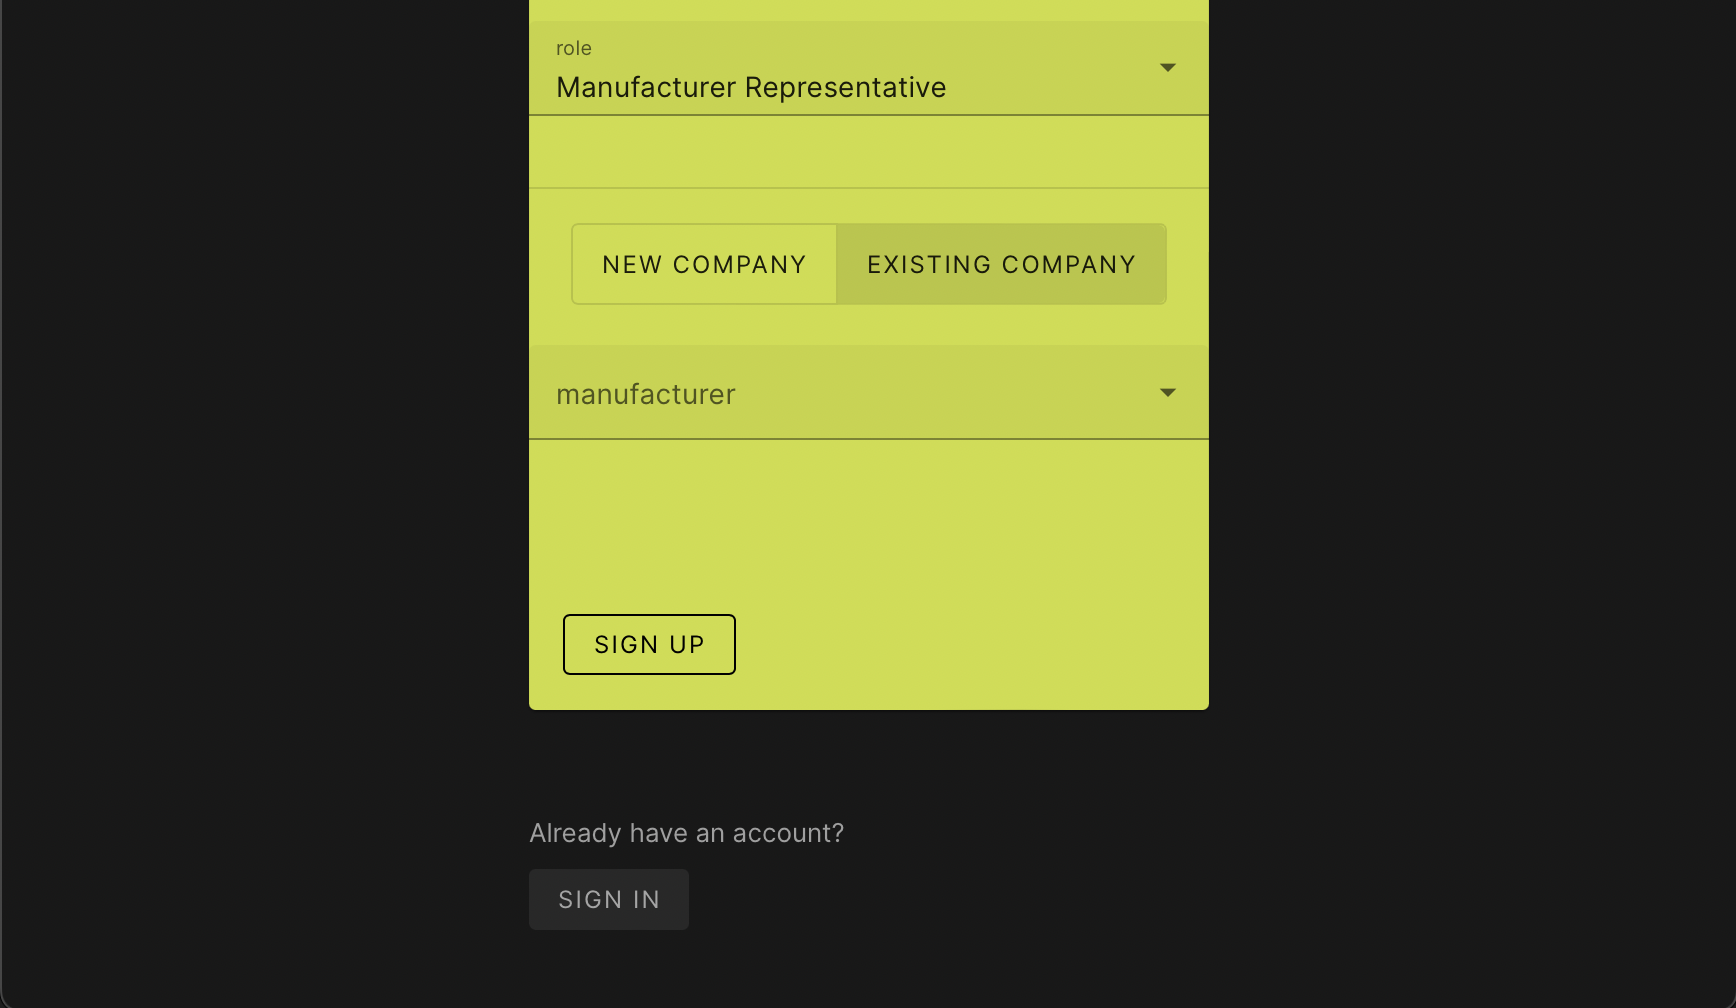 role
Manufacturer Representative
NEW COMPANY
EXISTING COMPANY
manufacturer
SIGN UP
Already have an account?
SIGN IN